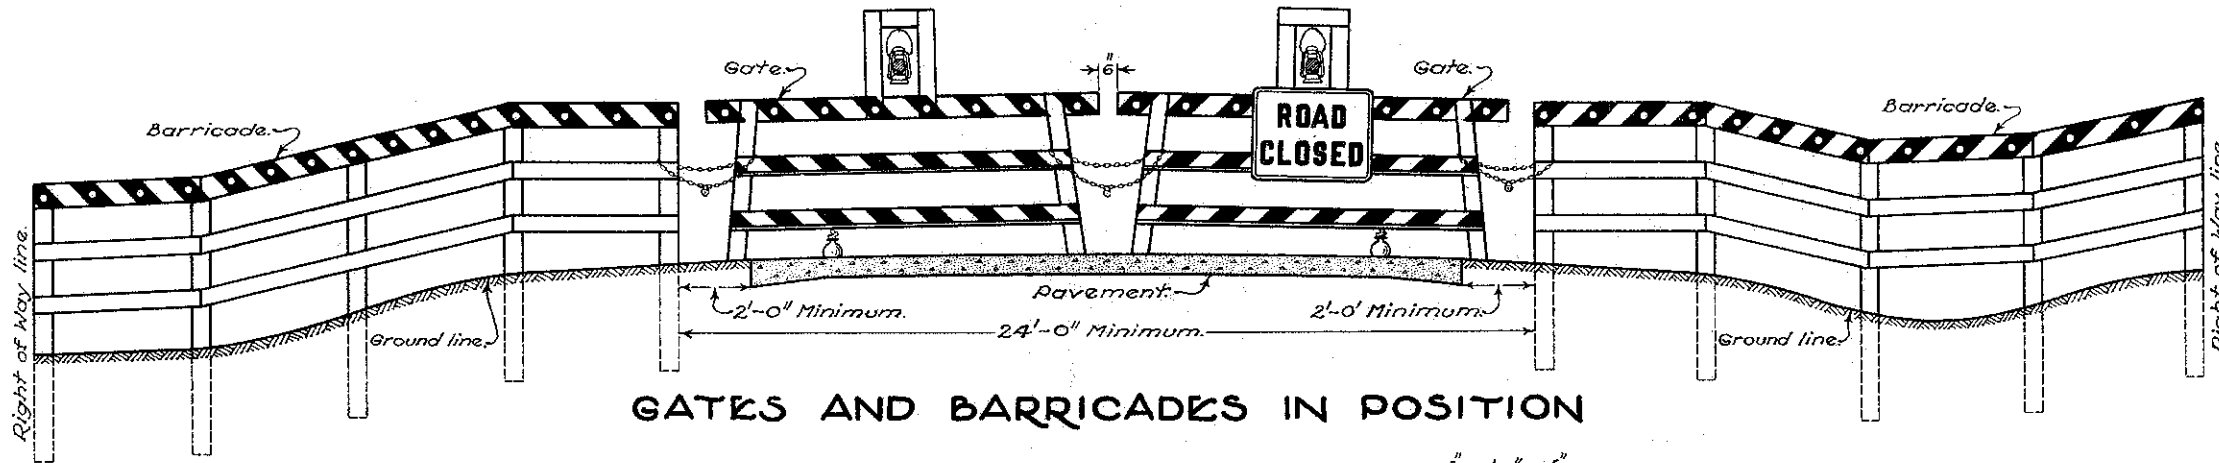 Gate.
6"
Gate.
Barricade.
ROAD
CLOSED
Barricade.
Right of Way line.
Right of Way line.
Pavement.
2'-0" Minimum.
2'-0' Minimum.
24'-0" Minimum.
Ground line.
Ground line.
GATES AND BARRICADES IN POSITION